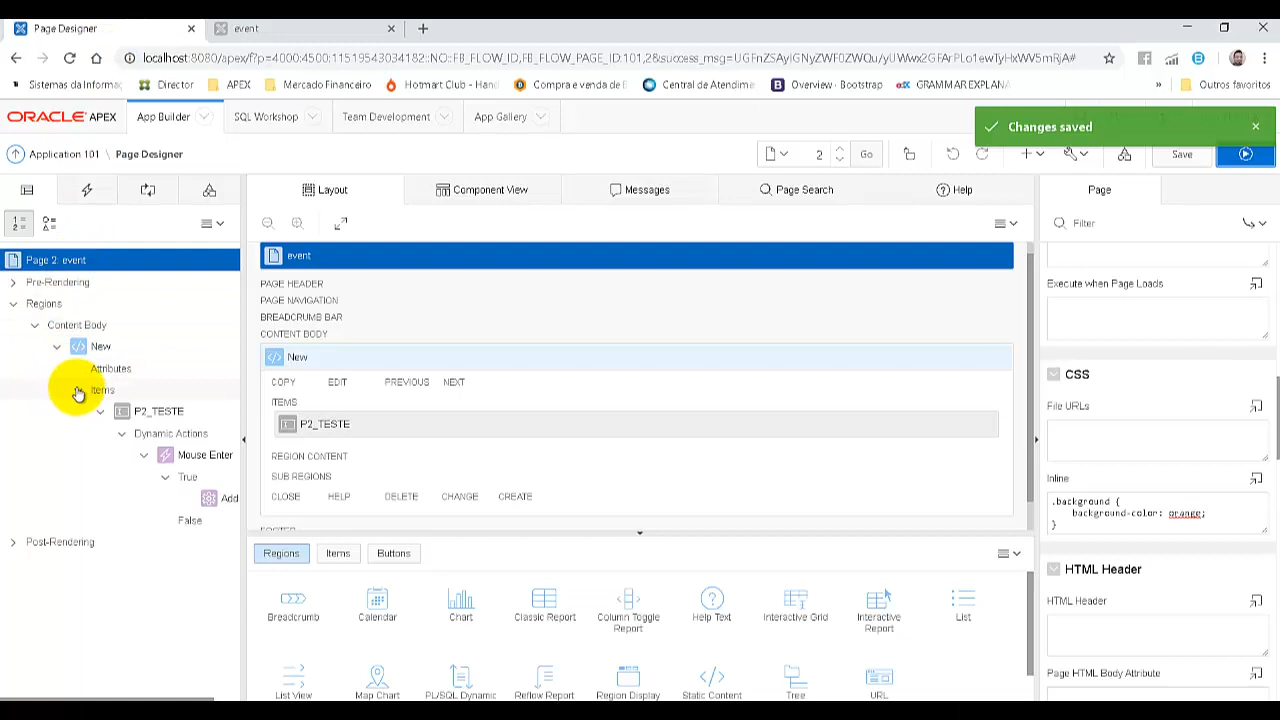 Page Designer
event
localhost:8080/apex/f?p=4000:4500:11519543034182::NO::FB_FLOW_ID,FB_FLOW_PAGE_ID:101,2&success_msg=
Sistemas da Informaç
Director
APEX
Mercado Financeiro
Hotmart Club - Hand
Compra e venda de
Central de Atendime
Overview · Bootstrap
GRAMMAR EXPLANA
»
Outros favoritos
ORACLE APEX
App Builder
SQL Workshop
Team Development
App Gallery
Changes saved
Application 101 \ Page Designer
2
Go
Save
Layout
Component View
Messages
Page Search
Help
Page
Filter
Page 2: event
Pre-Rendering
Regions
Content Body
New
Attributes
Items
P2_TESTE
Dynamic Actions
Mouse Enter
True
Add
False
Post-Rendering
event
PAGE HEADER
PAGE NAVIGATION
BREADCRUMB BAR
CONTENT BODY
New
COPY EDIT PREVIOUS NEXT
ITEMS
P2_TESTE
REGION CONTENT
SUB REGIONS
CLOSE HELP DELETE CHANGE CREATE
FOOTER
Regions
Items
Buttons
Breadcrumb
Calendar
Chart
Classic Report
Column Toggle
Report
Help Text
Interactive Grid
Interactive
Report
List
List View
Map Chart
PL/SQL Dynamic
Reflow Report
Region Display
Static Content
Tree
URL
Execute when Page Loads
CSS
File URLs
Inline
.background {
background-color: orange;
}
HTML Header
HTML Header
Page HTML Body Attribute